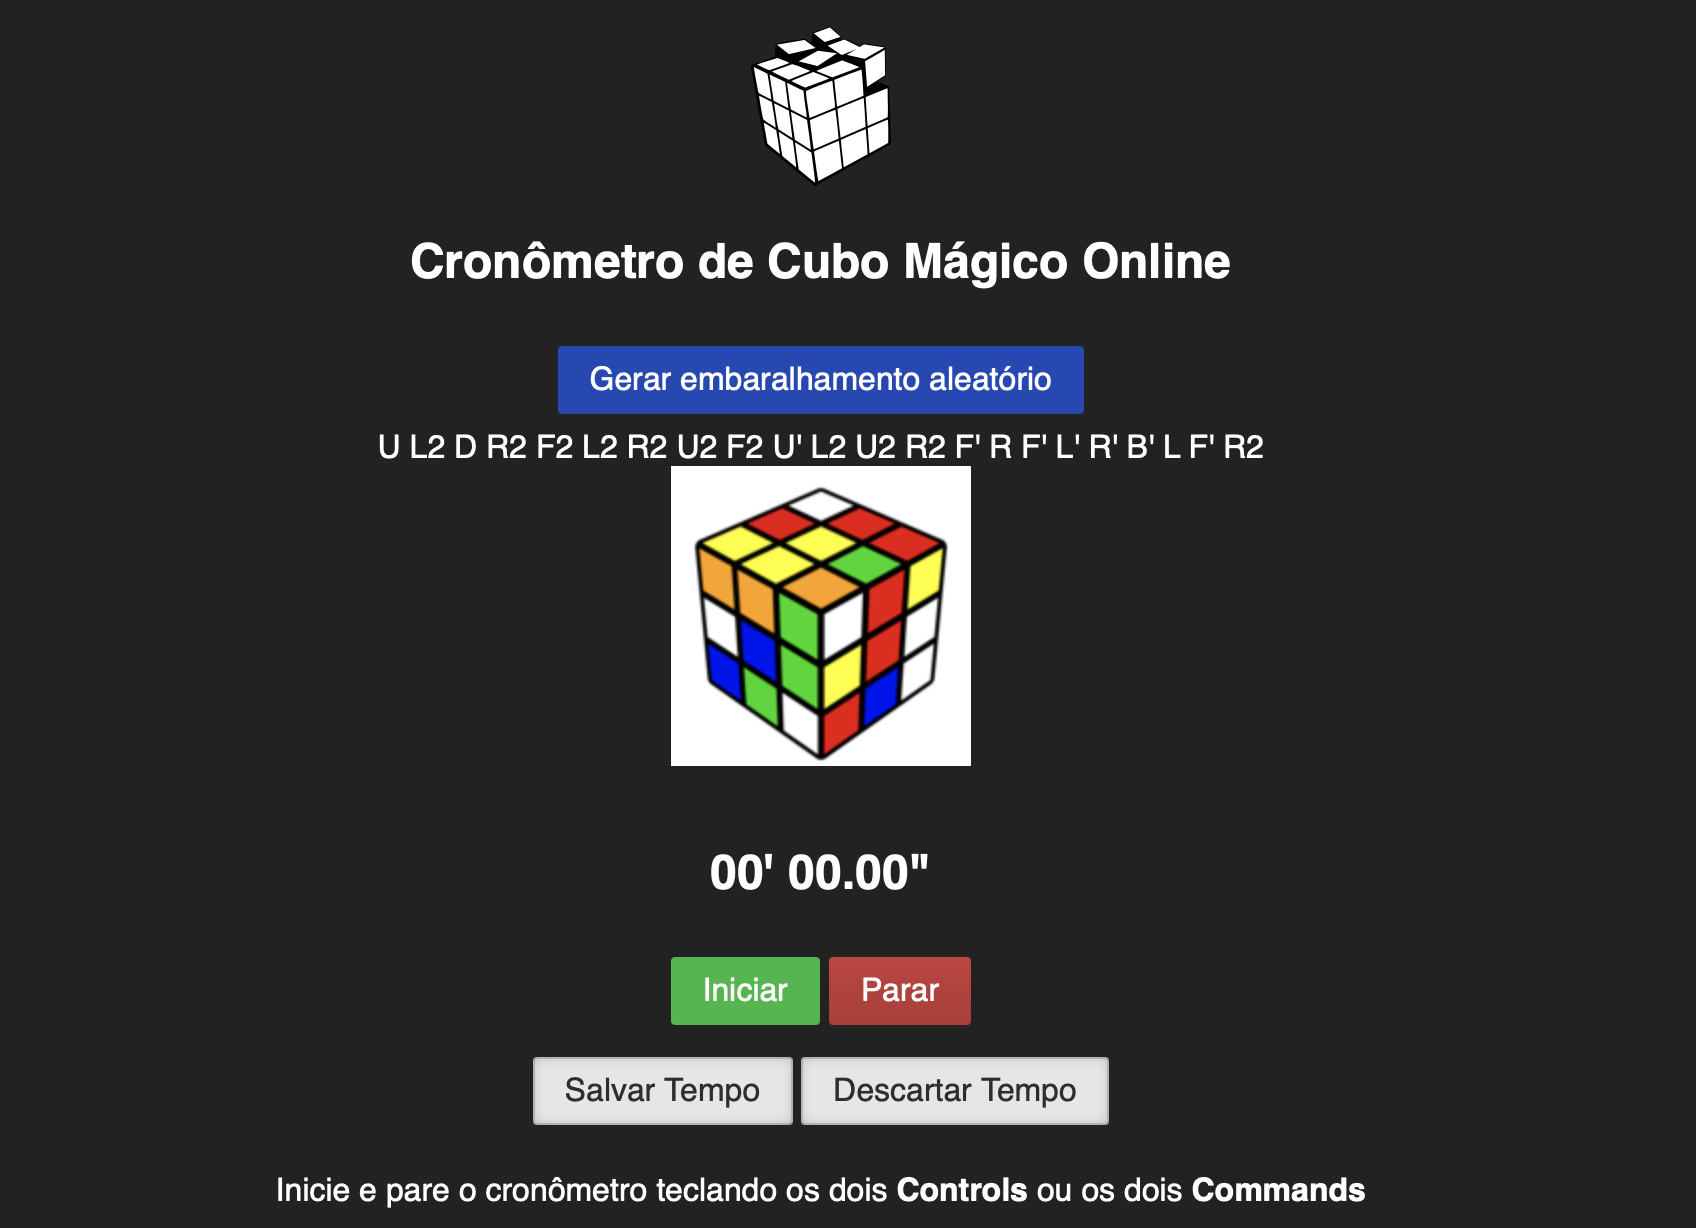 Cronômetro de Cubo Mágico Online
Gerar embaralhamento aleatório
U L2 D R2 F2 L2 R2 U2 F2 U' L2 U2 R2 F' R F' L' R' B' L F' R2
00' 00.00"
Iniciar
Parar
Salvar Tempo
Descartar Tempo
Inicie e pare o cronômetro teclando os dois Controls ou os dois Commands